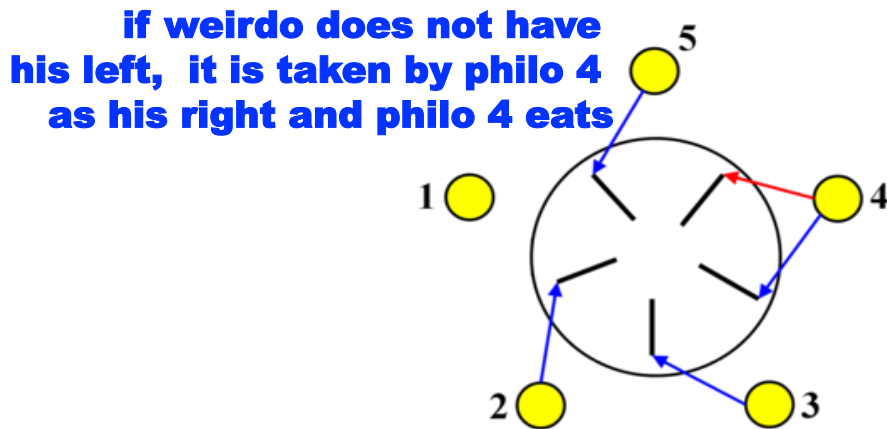 if weirdo does not have
his left, it is taken by philo 4
as his right and philo 4 eats
5
1
4
2
3